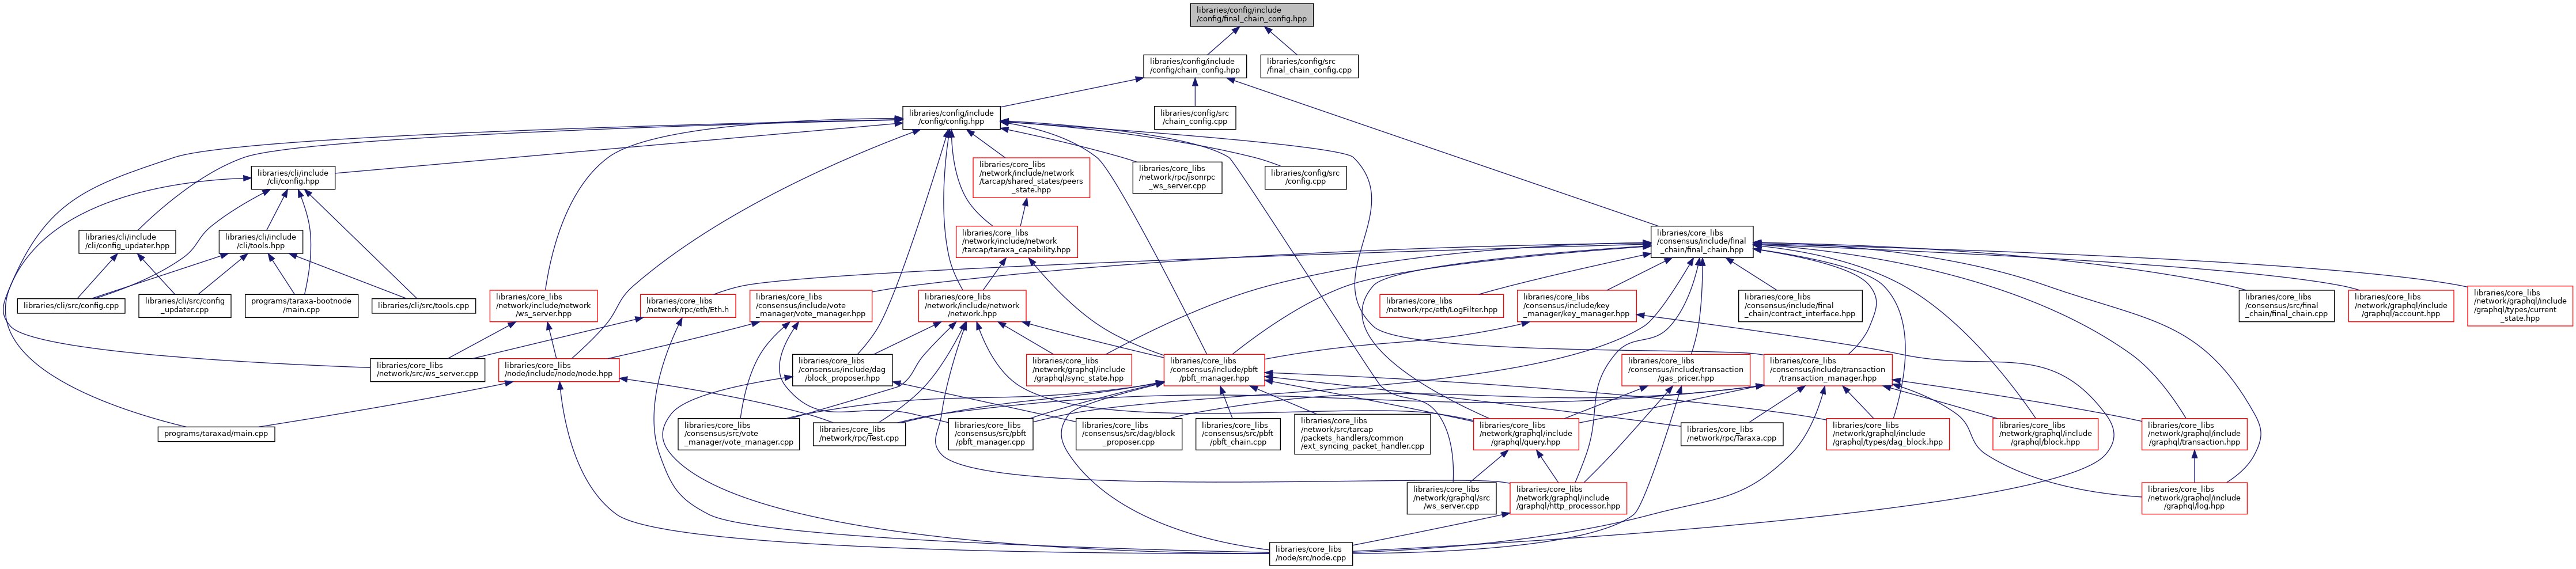 libraries/config/include
/config/final_chain_config.hpp
libraries/config/include
/config/chain_config.hpp
libraries/config/src
/final_chain_config.cpp
libraries/config/include
/config/config.hpp
libraries/config/src
/chain_config.cpp
libraries/cli/include
/cli/config.hpp
libraries/core_libs
/network/include/network
/tarcap/shared_states/peers
_state.hpp
libraries/core_libs
/network/rpc/jsonrpc
_ws_server.cpp
libraries/config/src
/config.cpp
libraries/cli/include
/cli/config_updater.hpp
libraries/cli/include
/cli/tools.hpp
libraries/core_libs
/network/include/network
/tarcap/taraxa_capability.hpp
libraries/core_libs
/consensus/include/final
_chain/final_chain.hpp
libraries/cli/src/config.cpp
libraries/cli/src/config
_updater.cpp
programs/taraxa-bootnode
/main.cpp
libraries/cli/src/tools.cpp
libraries/core_libs
/network/include/network
/ws_server.hpp
libraries/core_libs
/network/rpc/eth/Eth.h
libraries/core_libs
/consensus/include/vote
_manager/vote_manager.hpp
libraries/core_libs
/network/include/network
/network.hpp
libraries/core_libs
/network/rpc/eth/LogFilter.hpp
libraries/core_libs
/consensus/include/key
_manager/key_manager.hpp
libraries/core_libs
/consensus/include/final
_chain/contract_interface.hpp
libraries/core_libs
/consensus/src/final
_chain/final_chain.cpp
libraries/core_libs
/network/graphql/include
/graphql/account.hpp
libraries/core_libs
/network/graphql/include
/graphql/types/current
_state.hpp
libraries/core_libs
/network/src/ws_server.cpp
libraries/core_libs
/node/include/node/node.hpp
libraries/core_libs
/consensus/include/dag
/block_proposer.hpp
libraries/core_libs
/network/graphql/include
/graphql/sync_state.hpp
libraries/core_libs
/consensus/include/pbft
/pbft_manager.hpp
libraries/core_libs
/consensus/include/transaction
/gas_pricer.hpp
libraries/core_libs
/consensus/include/transaction
/transaction_manager.hpp
programs/taraxad/main.cpp
libraries/core_libs
/consensus/src/vote
_manager/vote_manager.cpp
libraries/core_libs
/network/rpc/Test.cpp
libraries/core_libs
/consensus/src/pbft
/pbft_manager.cpp
libraries/core_libs
/consensus/src/dag/block
_proposer.cpp
libraries/core_libs
/consensus/src/pbft
/pbft_chain.cpp
libraries/core_libs
/network/src/tarcap
/packets_handlers/common
/ext_syncing_packet_handler.cpp
libraries/core_libs
/network/graphql/include
/graphql/query.hpp
libraries/core_libs
/network/rpc/Taraxa.cpp
libraries/core_libs
/network/graphql/include
/graphql/types/dag_block.hpp
libraries/core_libs
/network/graphql/include
/graphql/block.hpp
libraries/core_libs
/network/graphql/include
/graphql/transaction.hpp
libraries/core_libs
/network/graphql/src
/ws_server.cpp
libraries/core_libs
/network/graphql/include
/graphql/http_processor.hpp
libraries/core_libs
/network/graphql/include
/graphql/log.hpp
libraries/core_libs
/node/src/node.cpp